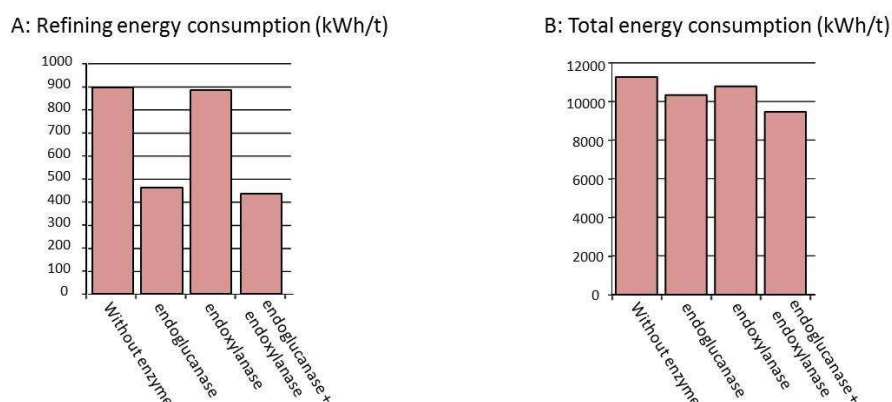 A: Refining energy consumption (kWh/t)
1000
900
800
700
600
500
400
300
200
100
0
Without enzyme
endoglucanase
endoxylanase
endoglucanase +
endoxylanase
B: Total energy consumption (kWh/t)
12000
10000
8000
6000
4000
2000
0
Without enzyme
endoglucanase
endoxylanase
endoglucanase +
endoxylanase